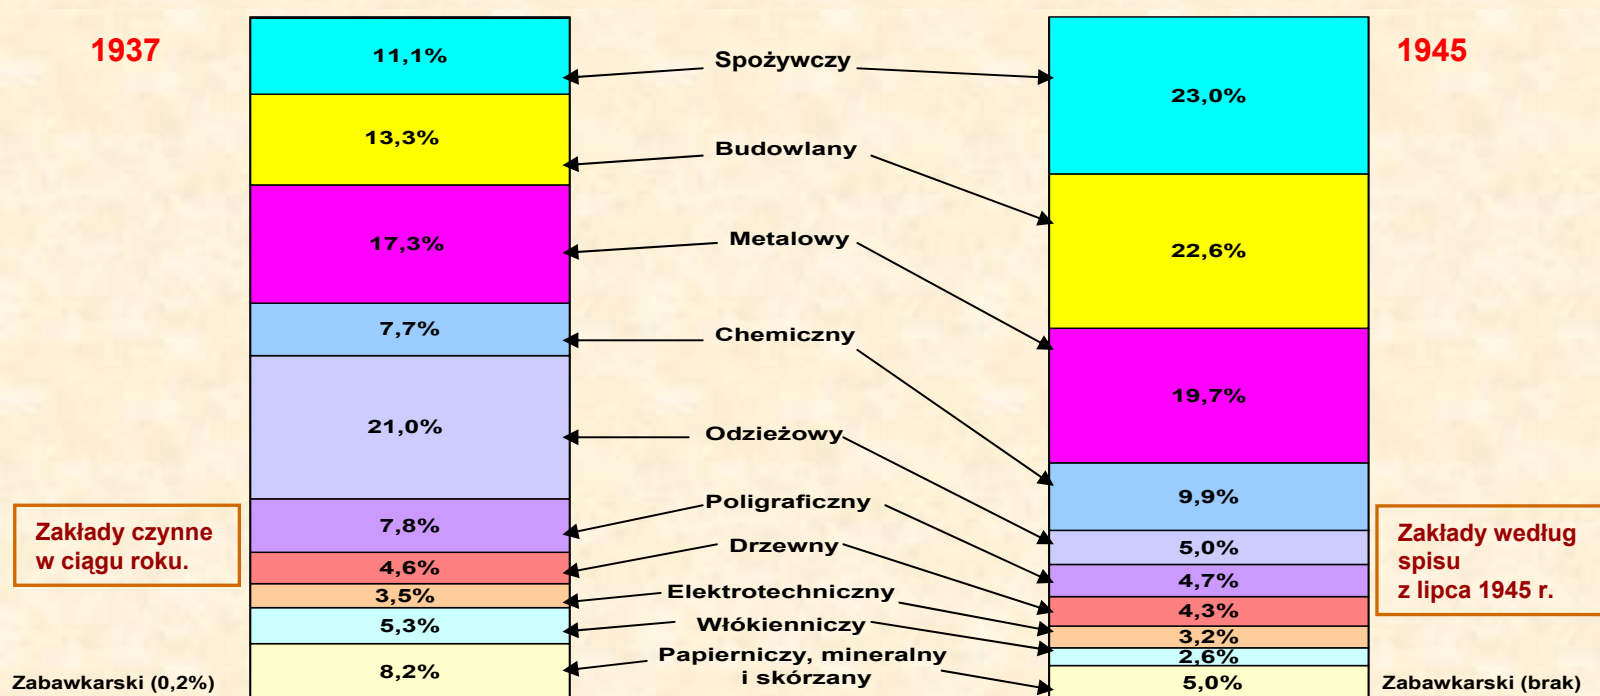 1937
1945
11,1%
13,3%
17,3%
7,7%
21,0%
7,8%
4,6%
3,5%
5,3%
8,2%
Zakłady czynne
w ciągu roku.
Zabawkarski (0,2%)
Spożywczy
Budowlany
Metalowy
Chemiczny
Odzieżowy
Poligraficzny
Drzewny
Elektrotechniczny
Włókienniczy
Papierniczy, mineralny
i skórzany
23,0%
22,6%
19,7%
9,9%
5,0%
4,7%
4,3%
3,2%
2,6%
5,0%
Zakłady według
spisu
z lipca 1945 r.
Zabawkarski (brak)